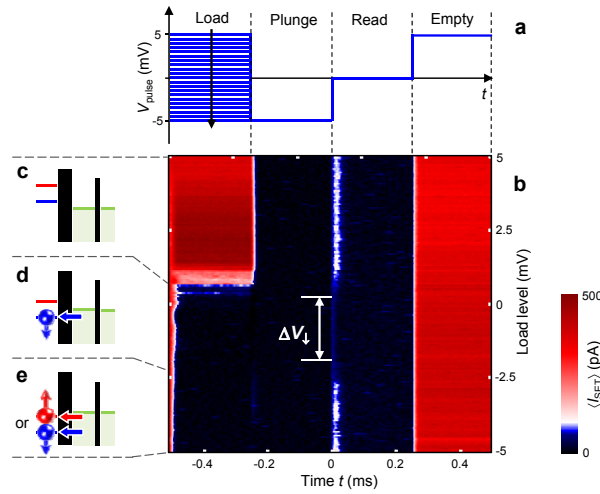 Load Plunge Read Empty
a
5
-5
V_pulse (mV)
t
c
b
5
2.5
0
-2.5
-5
Load level (mV)
d
ΔV↓
e
or
500
0
⟨I_SET⟩ (pA)
-0.4 -0.2 0 0.2 0.4
Time t (ms)